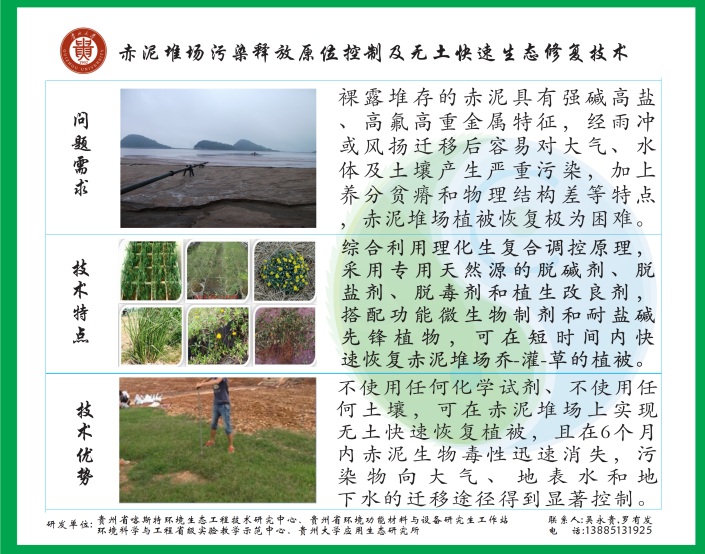 赤泥堆场污染释放原位控制及无土快速生态修复技术
问题需求
裸露堆存的赤泥具有强碱高盐
、高氟高重金属特征，经雨冲
或风扬迁移后容易对大气、水
体及土壤产生严重污染，加上
养分贫瘠和物理结构差等特点
，赤泥堆场植被恢复极为困难。
技术特点
综合利用理化生复合调控原理，
采用专用天然源的脱碱剂、脱
盐剂、脱毒剂和植生改良剂，
搭配功能微生物制剂和耐盐碱
先锋植物，可在短时间内快
速恢复赤泥堆场乔-灌-草的植被。
技术优势
不使用任何化学试剂、不使用任
何土壤，可在赤泥堆场上实现
无土快速恢复植被，且在6个月
内赤泥生物毒性迅速消失，污
染物向大气、地表水和地
下水的迁移途径得到显著控制。
研发单位：贵州省喀斯特环境生态工程技术研究中心、贵州省环境功能材料与设备研究生工作站
环境科学与工程省级实验教学示范中心、贵州大学应用生态研究所
联系人:吴永贵,罗有发
电 话:13885131925